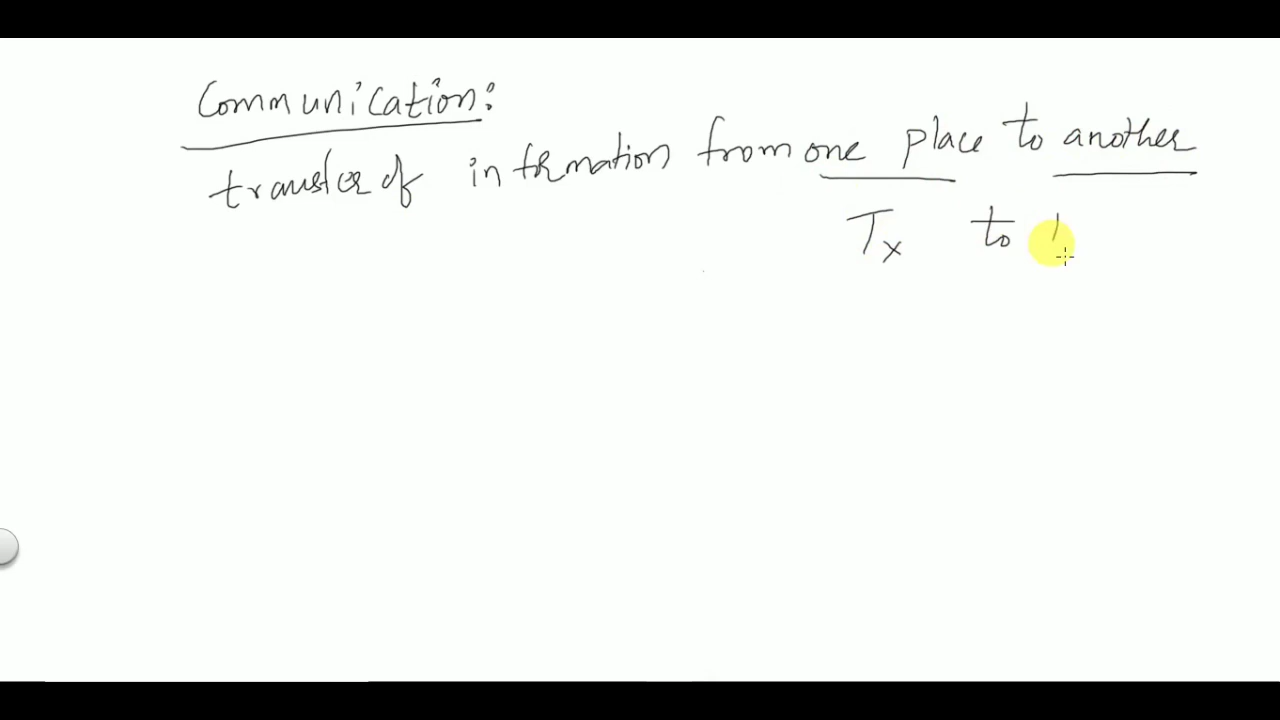 Communication:
transfer of information from one place to another
Tx to